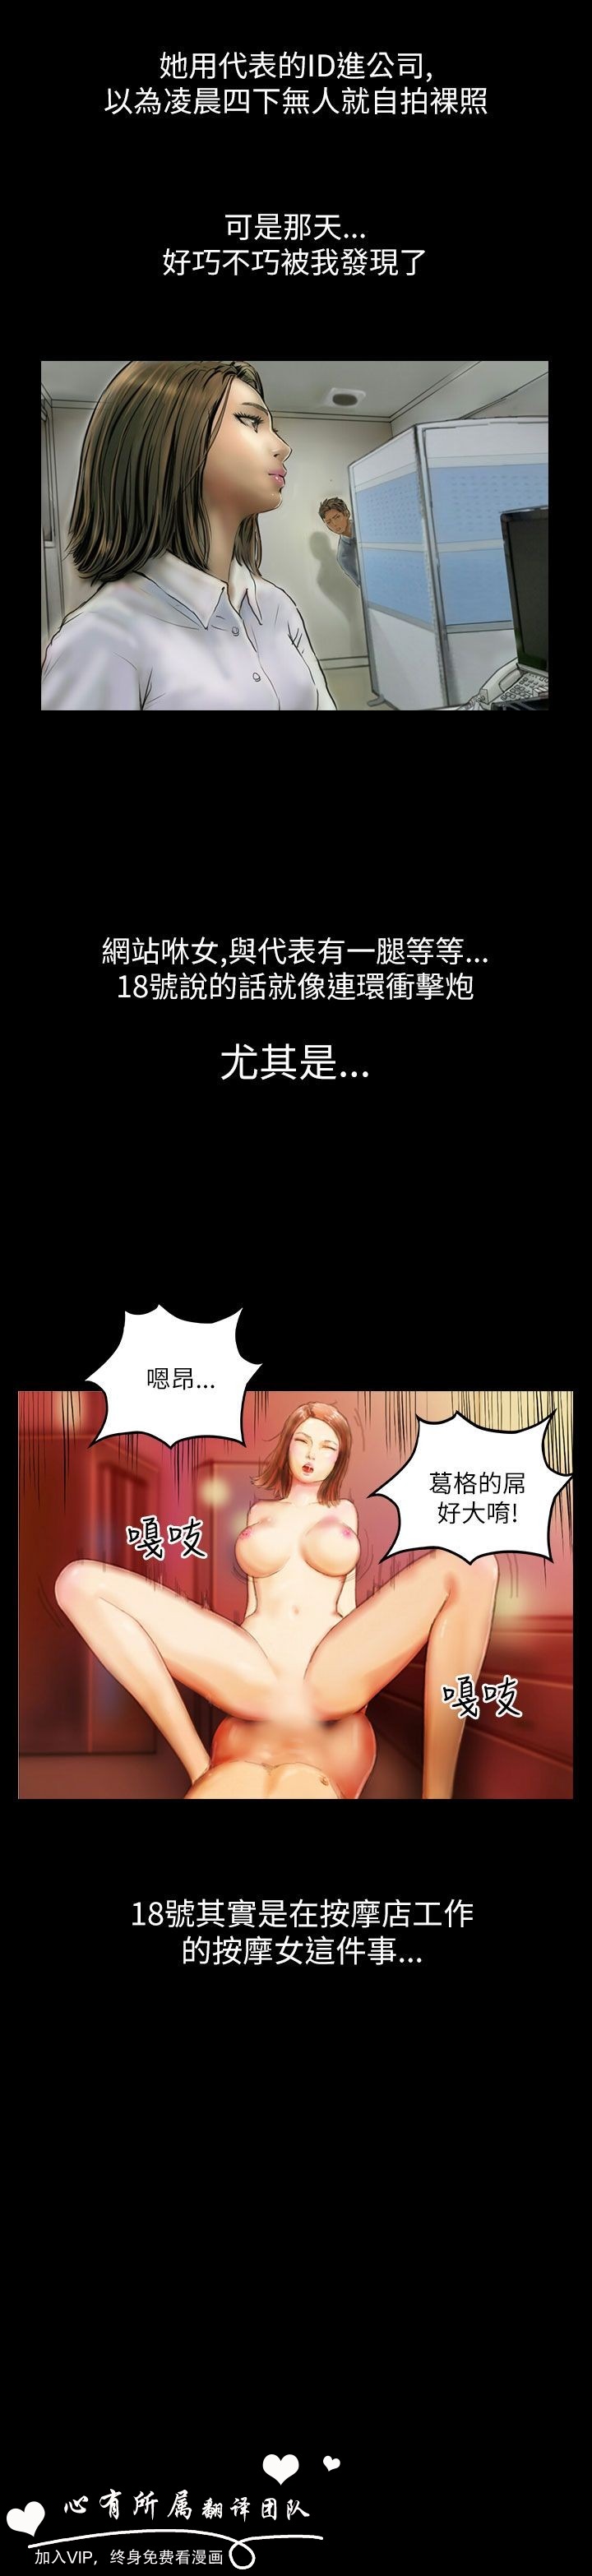 她用代表的ID進公司,
以為凌晨四下無人就自拍裸照
可是那天...
好巧不巧被我發現了
網站咻女,與代表有一腿等等...
18號說的話就像連環衝擊炮
尤其是...
嗯昂...
葛格的屌
好大唷!
嘎吱
嘎吱
18號其實是在按摩店工作
的按摩女這件事...
心有所属翻译团队
加入VIP，终身免费看漫画